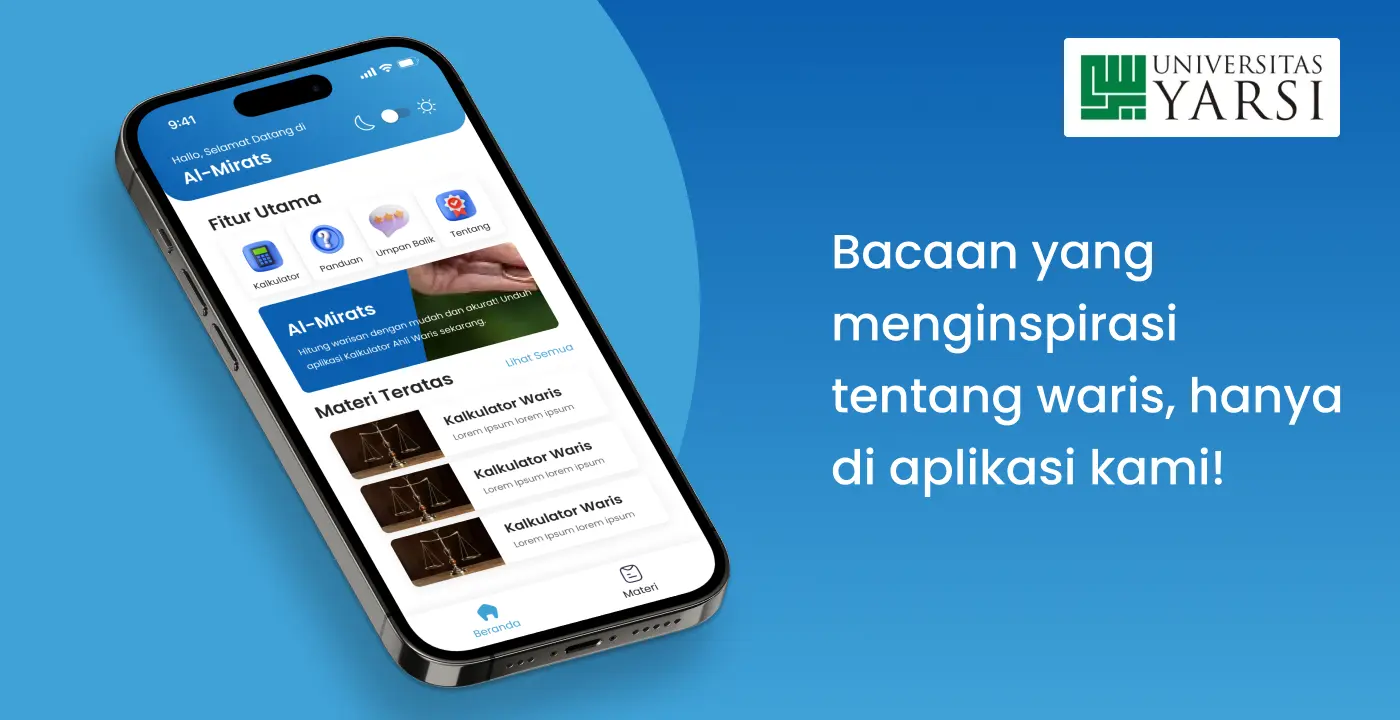 9:41
Hallo, Selamat Datang di
Al-Mirats
Fitur Utama
Kalkulator
Panduan
Umpan Balik
Tentang
Al-Mirats
Hitung warisan dengan mudah dan akurat! Unduh
aplikasi Kalkulator Ahli Waris sekarang.
Materi Teratas
Lihat Semua
Kalkulator Waris
Lorem ipsum lorem ipsum
Kalkulator Waris
Lorem ipsum lorem ipsum
Kalkulator Waris
Lorem ipsum lorem ipsum
Beranda
Materi
UNIVERSITAS
YARSI
Bacaan yang
menginspirasi
tentang waris, hanya
di aplikasi kami!